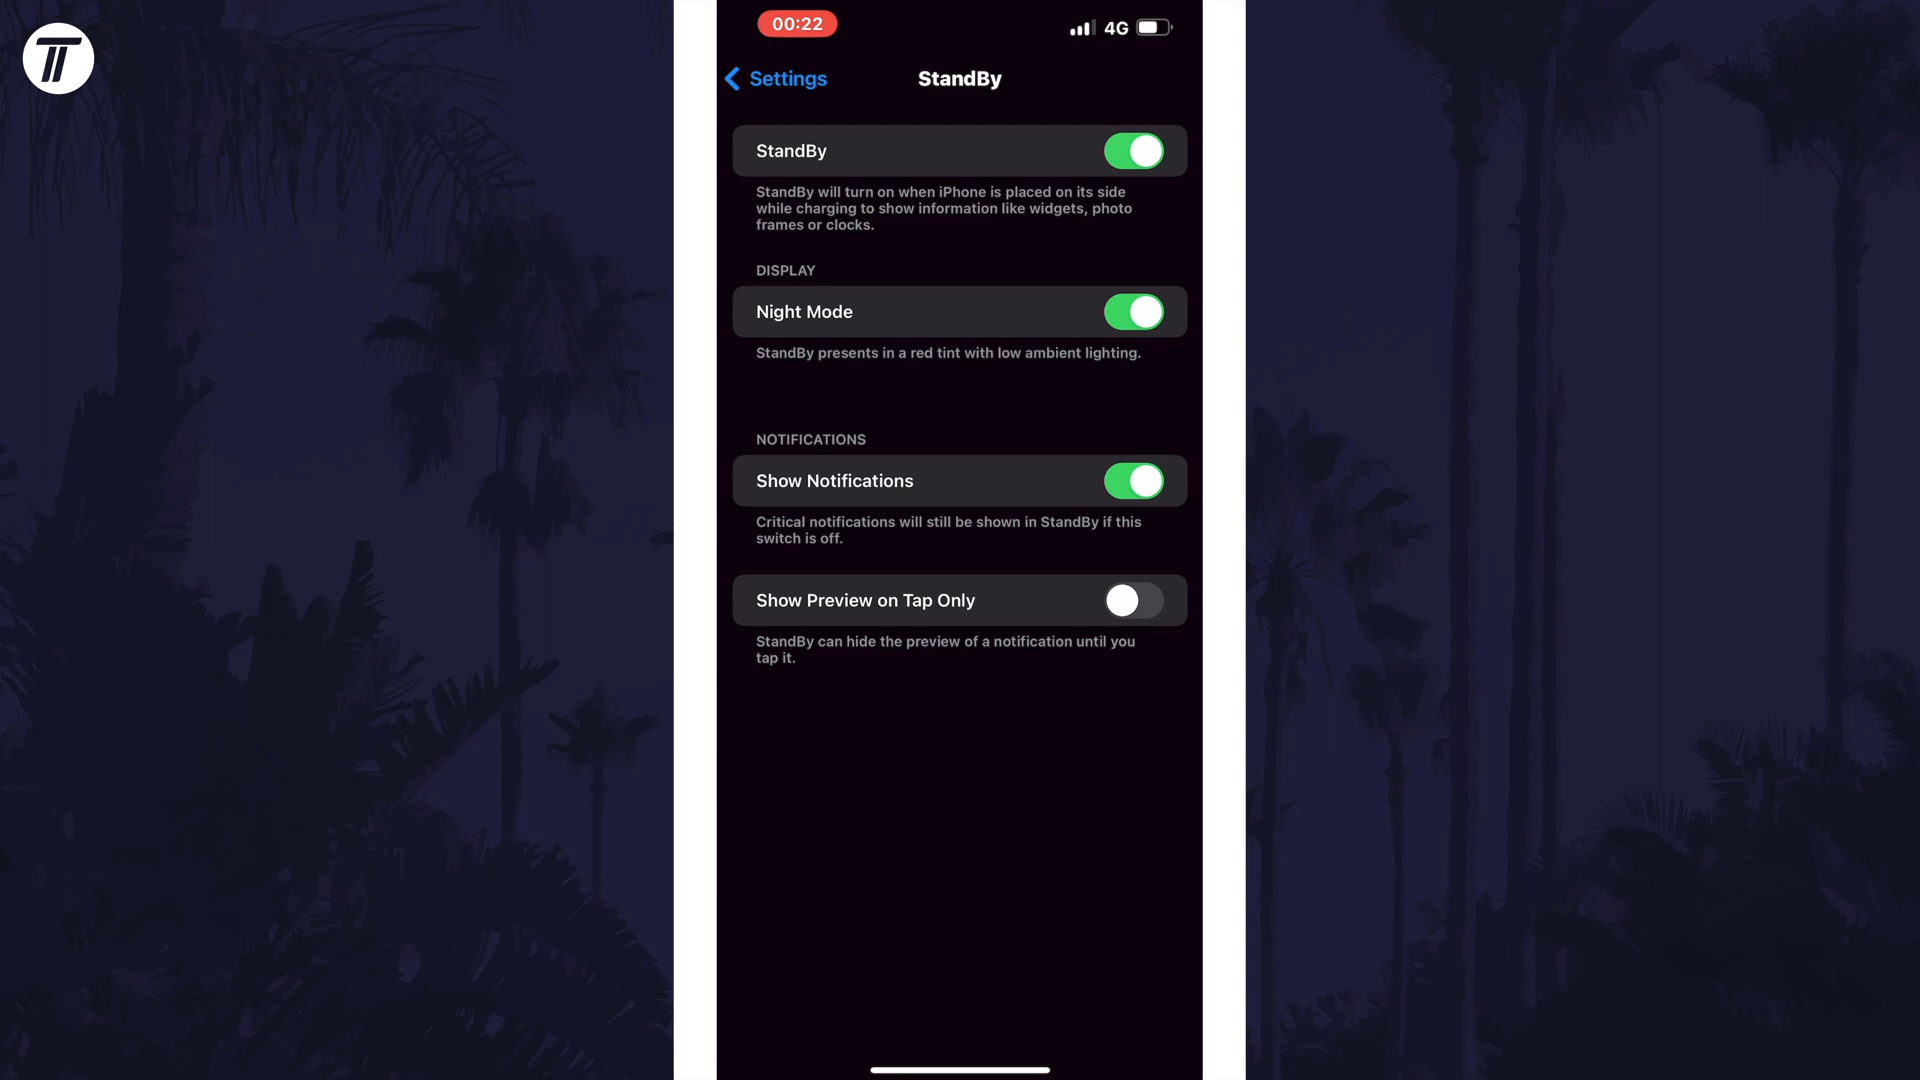 00:22
4G
Settings
StandBy
StandBy
StandBy will turn on when iPhone is placed on its side
while charging to show information like widgets, photo
frames or clocks.
DISPLAY
Night Mode
StandBy presents in a red tint with low ambient lighting.
NOTIFICATIONS
Show Notifications
Critical notifications will still be shown in StandBy if this
switch is off.
Show Preview on Tap Only
StandBy can hide the preview of a notification until you
tap it.